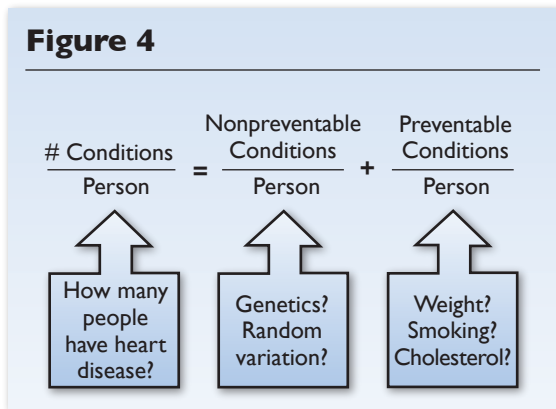 Figure 4
# Conditions
Person
=
Nonpreventable
Conditions
Person
+
Preventable
Conditions
Person
How many
people
have heart
disease?
Genetics?
Random
variation?
Weight?
Smoking?
Cholesterol?